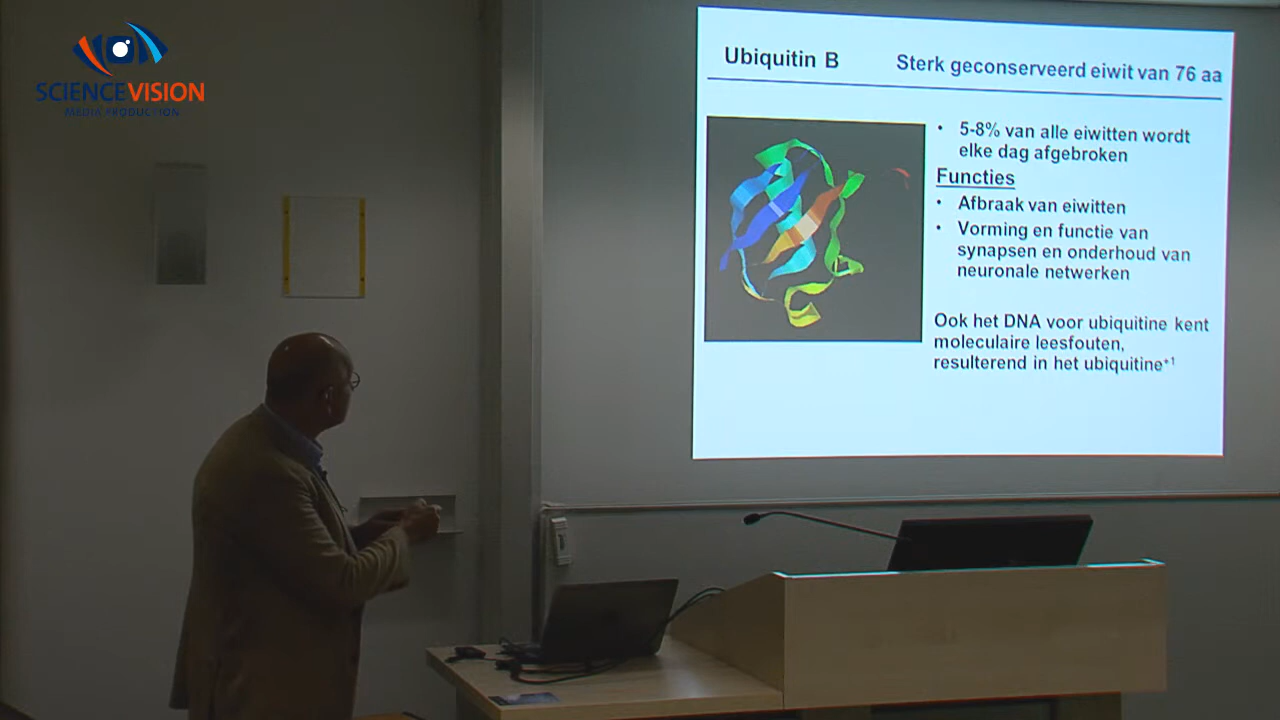 SCIENCEVISION
MEDIA PRODUCTION
Ubiquitin B
Sterk geconserveerd eiwit van 76 aa
• 5-8% van alle eiwitten wordt
elke dag afgebroken
Functies
• Afbraak van eiwitten
• Vorming en functie van
synapsen en onderhoud van
neuronale netwerken
Ook het DNA voor ubiquitine kent
moleculaire leesfouten,
resulterend in het ubiquitine⁺¹